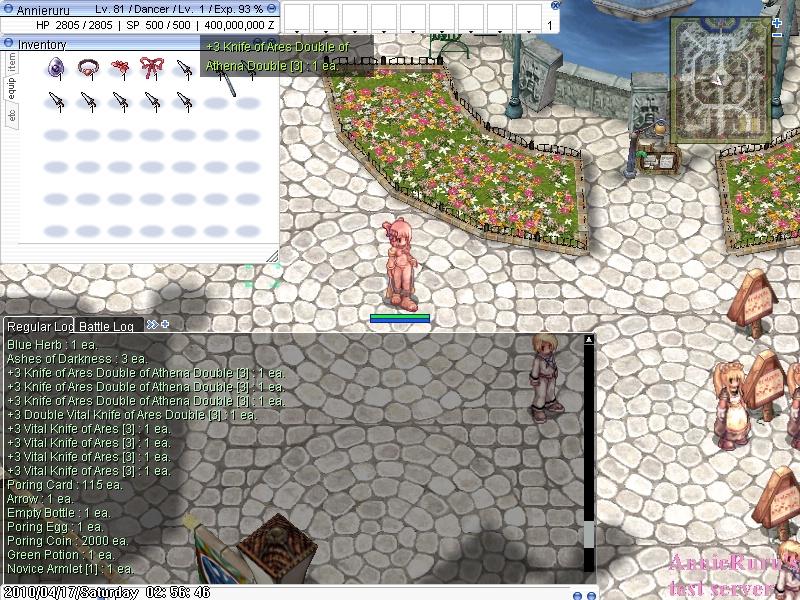 Annieruru Lv. 81 / Dancer / Lv. 1 / Exp. 93 %
HP 2805 / 2805 | SP 500 / 500 | 400,000,000 Z
1
Inventory
item
equip
etc
+3 Knife of Ares Double of
Athena Double [3] : 1 ea.
Regular Log Battle Log
Blue Herb : 1 ea.
Ashes of Darkness : 3 ea.
+3 Knife of Ares Double of Athena Double [3] : 1 ea.
+3 Knife of Ares Double of Athena Double [3] : 1 ea.
+3 Knife of Ares Double of Athena Double [3] : 1 ea.
+3 Double Vital Knife of Ares Double [3] : 1 ea.
+3 Vital Knife of Ares [3] : 1 ea.
+3 Vital Knife of Ares [3] : 1 ea.
+3 Vital Knife of Ares [3] : 1 ea.
+3 Vital Knife of Ares [3] : 1 ea.
Poring Card : 115 ea.
Arrow : 1 ea.
Empty Bottle : 1 ea.
Poring Egg : 1 ea.
Poring Coin : 2000 ea.
Green Potion : 1 ea.
Novice Armlet [1] : 1 ea.
AnnieRuru's
test server
2010/04/17/Saturday 02:56:46